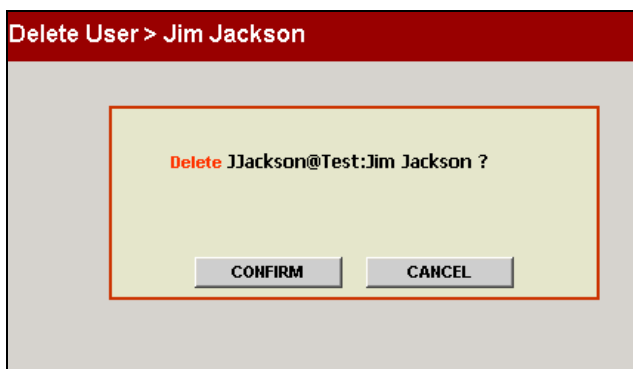 Delete User > Jim Jackson
Delete JJackson@Test:Jim Jackson ?
CONFIRM CANCEL